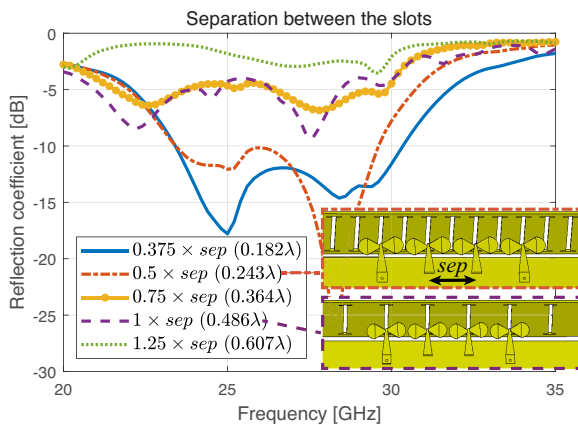 Separation between the slots
Reflection coefficient [dB]
0
-5
-10
-15
-20
-25
-30
0.375 × sep (0.182λ)
0.5 × sep (0.243λ)
0.75 × sep (0.364λ)
1 × sep (0.486λ)
1.25 × sep (0.607λ)
sep
20 25 30 35
Frequency [GHz]